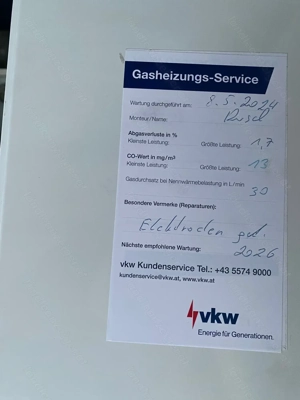 Gasheizungs-Service
Wartung durchgeführt am: 8.5.2024
Monteur/Name:
Abgasverluste in %
Kleinste Leistung: Größte Leistung: 1,7
CO-Wert in mg/m³
Kleinste Leistung: Größte Leistung: 13
Gasdurchsatz bei Nennwärmebelastung in L/min 30
Besondere Vermerke (Reparaturen):
Elektroden get.
Nächste empfohlene Wartung: 2026
vkw Kundenservice Tel.: +43 5574 9000
kundenservice@vkw.at, www.vkw.at
vkw
Energie für Generationen.